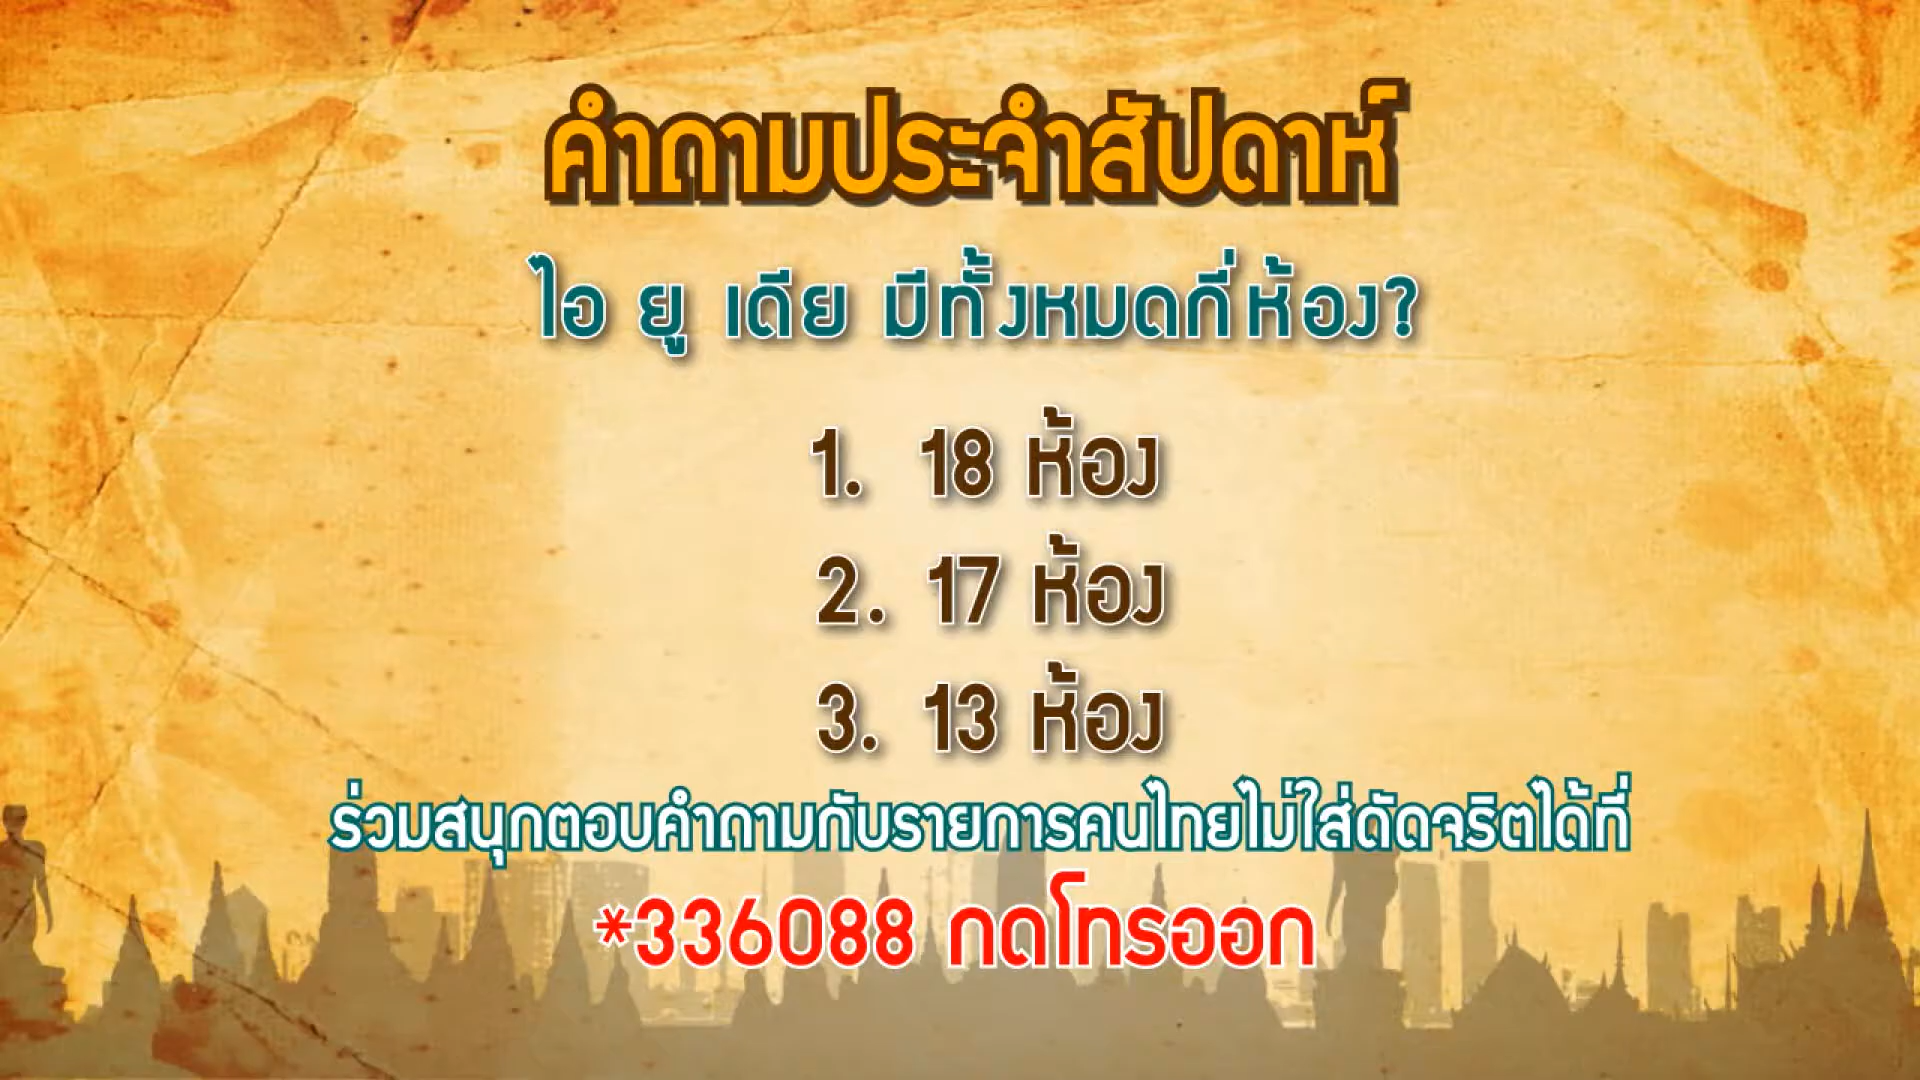 คำถามประจำสัปดาห์
ไอ ยู เดีย มีทั้งหมดกี่ห้อง?
1. 18 ห้อง
2. 17 ห้อง
3. 13 ห้อง
ร่วมสนุกตอบคำถามกับรายการคนไทยไม่ใส่ดัดจริตได้ที่
*336088 กดโทรออก